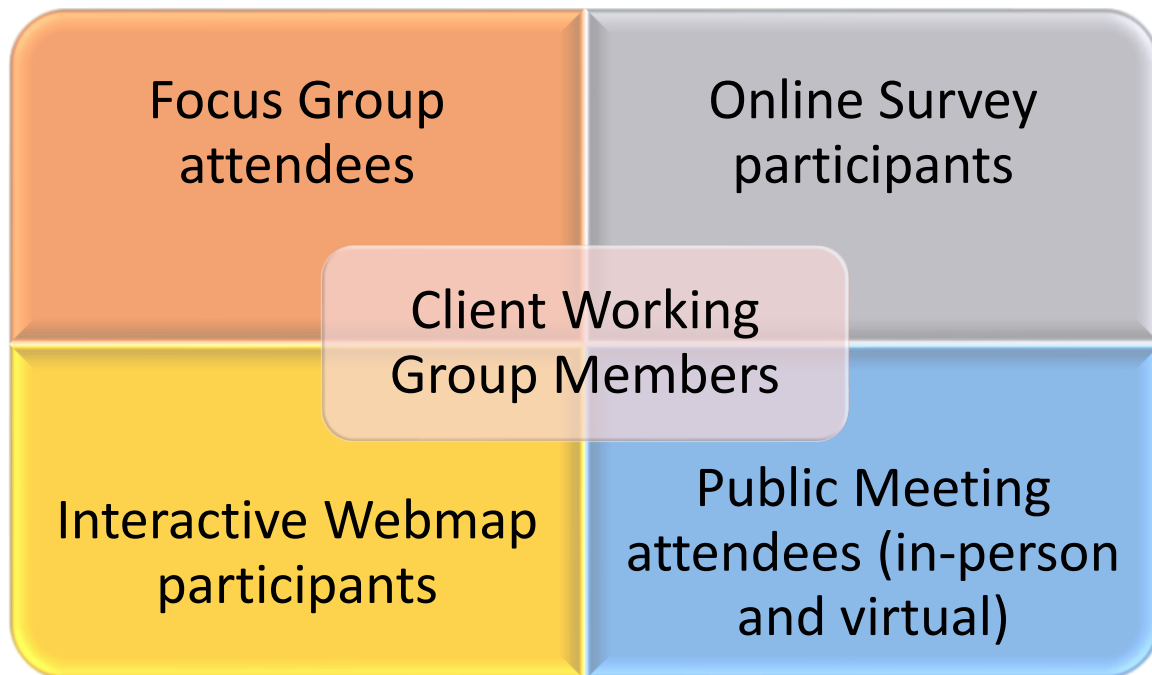 Focus Group
attendees
Online Survey
participants
Client Working
Group Members
Interactive Webmap
participants
Public Meeting
attendees (in-person
and virtual)